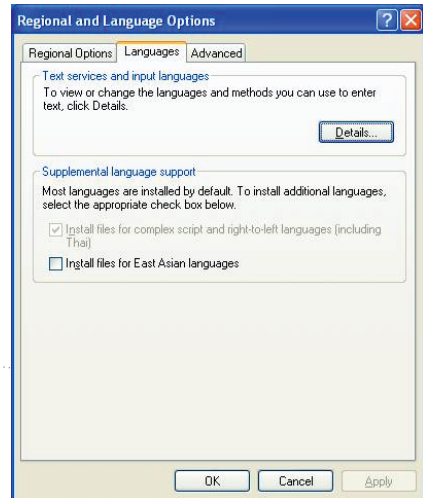 Regional and Language Options
Regional Options Languages Advanced
Text services and input languages
To view or change the languages and methods you can use to enter
text, click Details.
Details...
Supplemental language support
Most languages are installed by default. To install additional languages,
select the appropriate check box below.
Install files for complex script and right-to-left languages (including
Thai)
Install files for East Asian languages
OK Cancel Apply